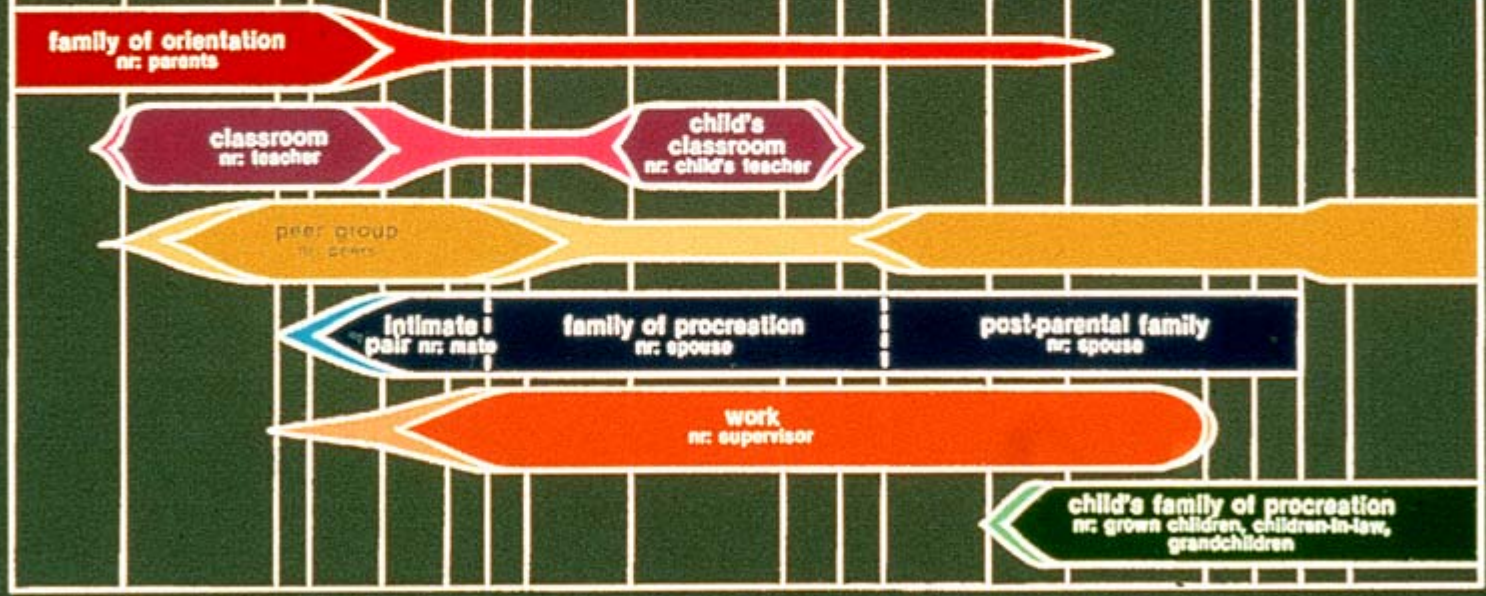 family of orientation
nr: parents
classroom
nr: teacher
child's
classroom
nr: child's teacher
peer group
nr: peers
intimate
pair nr: mate
family of procreation
nr: spouse
post-parental family
nr: spouse
work
nr: supervisor
child's family of procreation
nr: grown children, children-in-law,
grandchildren